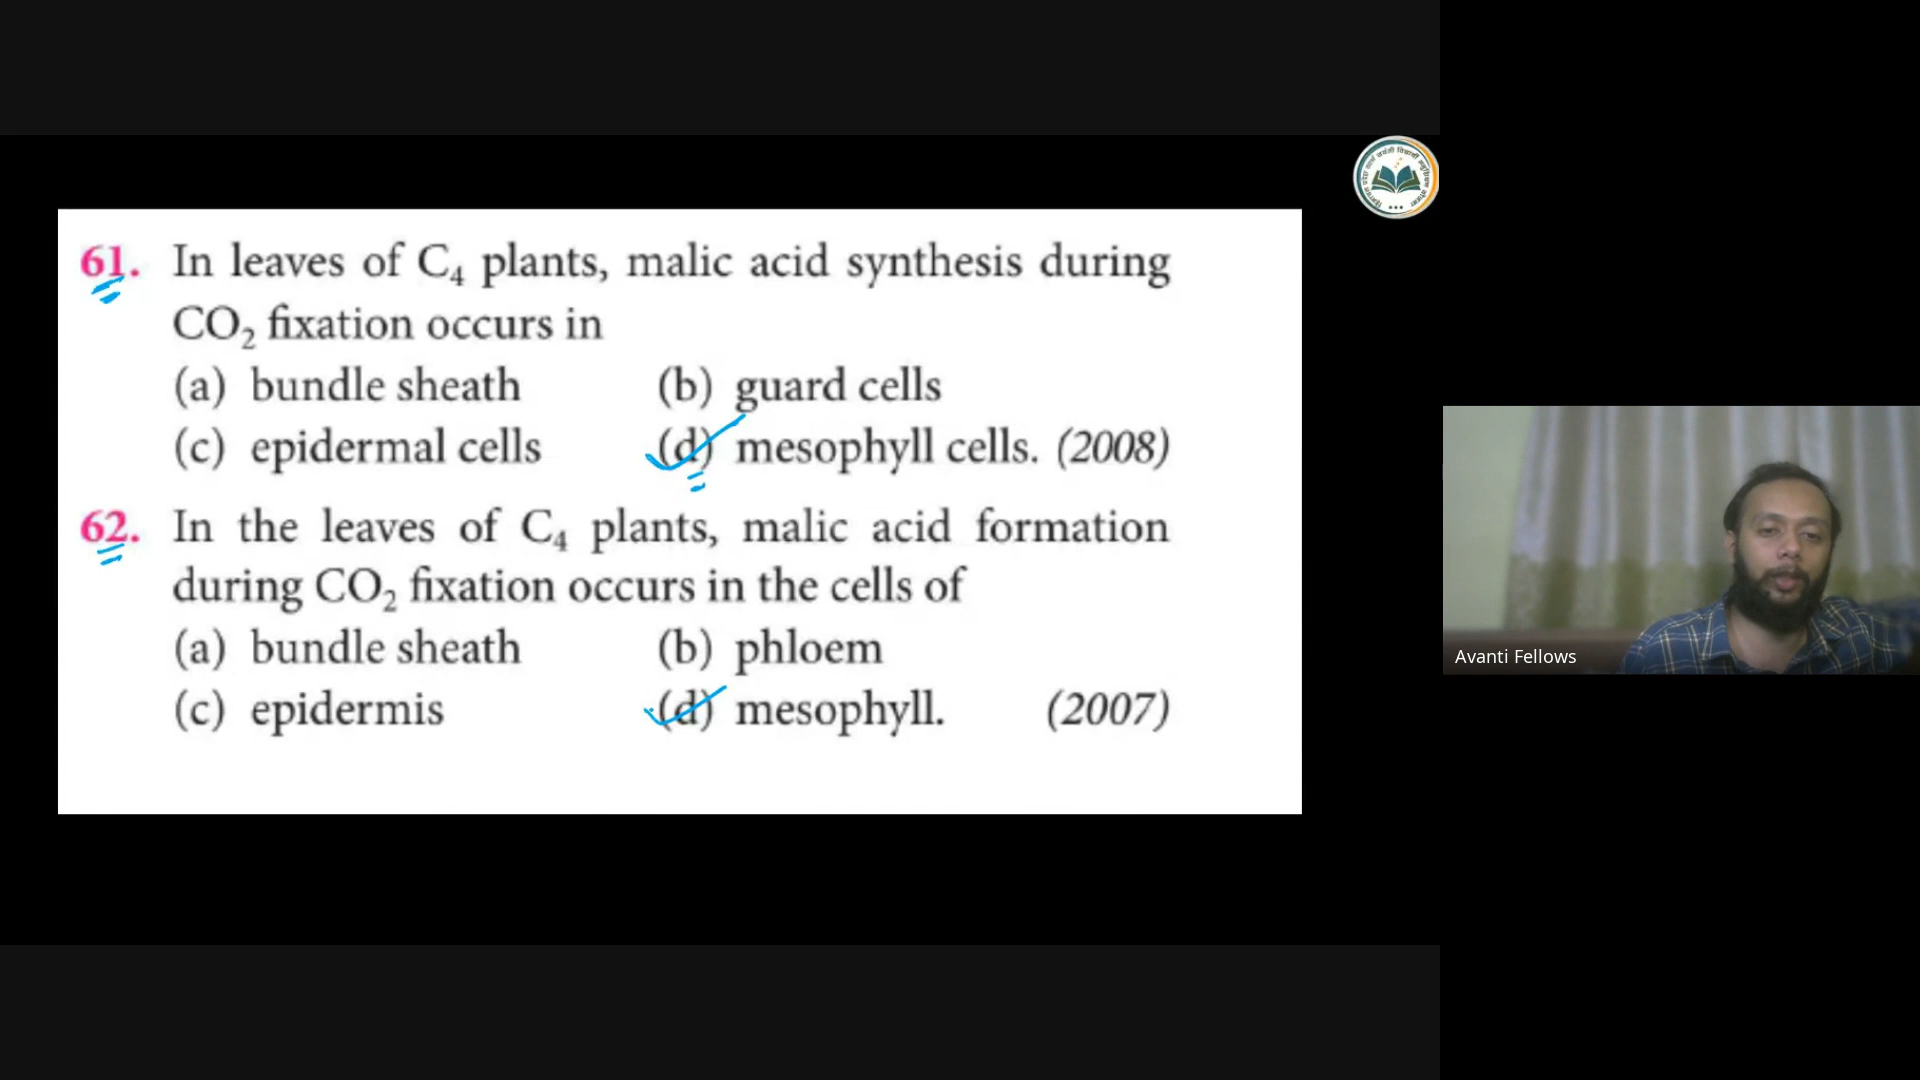 61. In leaves of C₄ plants, malic acid synthesis during
CO₂ fixation occurs in
(a) bundle sheath (b) guard cells
(c) epidermal cells (d) mesophyll cells. (2008)
62. In the leaves of C₄ plants, malic acid formation
during CO₂ fixation occurs in the cells of
(a) bundle sheath (b) phloem
(c) epidermis (d) mesophyll. (2007)
Avanti Fellows